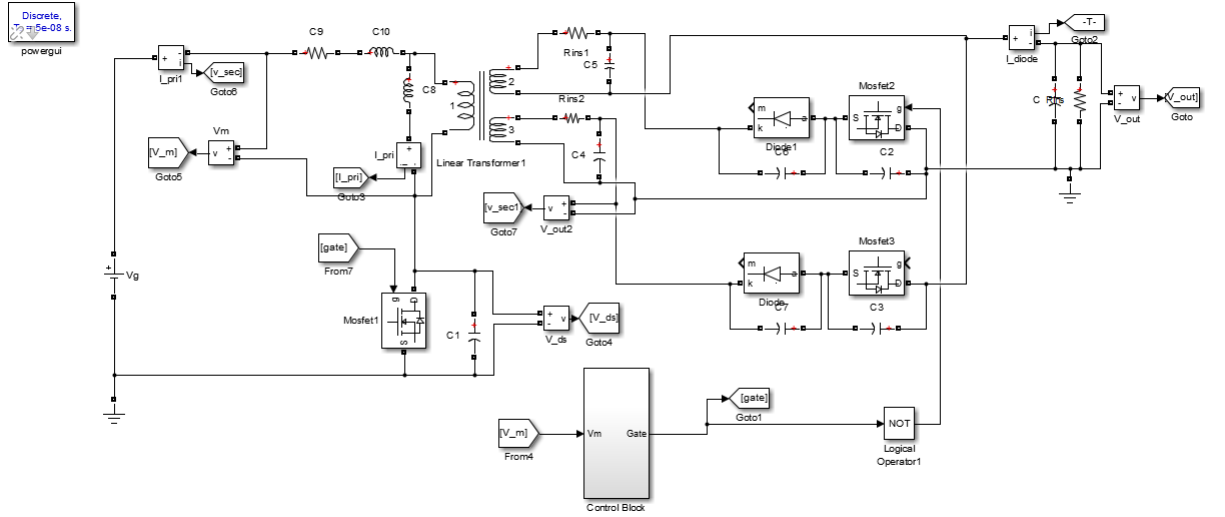 Discrete,
5e-08 s.
powergui
C9
C10
I_pri1
[v_sec]
Goto6
Vm
[V_m]
Goto5
v
C8
I_pri
[I_pri]
Goto3
1
2
3
Linear Transformer1
Rins1
C5
Rins2
C4
[v_sec1]
Goto7
v
V_out2
m
k
a
Diode1
C6
Mosfet2
S
g
D
C2
m
k
a
Diode
C7
Mosfet3
S
g
D
C3
i
I_diode
-T-
Goto2
C
v
V_out
[V_out]
Goto
Vg
[gate]
From7
g
D
S
Mosfet1
C1
v
V_ds
[V_ds]
Goto4
[V_m]
From4
Vm
Gate
Control Block
[gate]
Goto1
NOT
Logical
Operator1